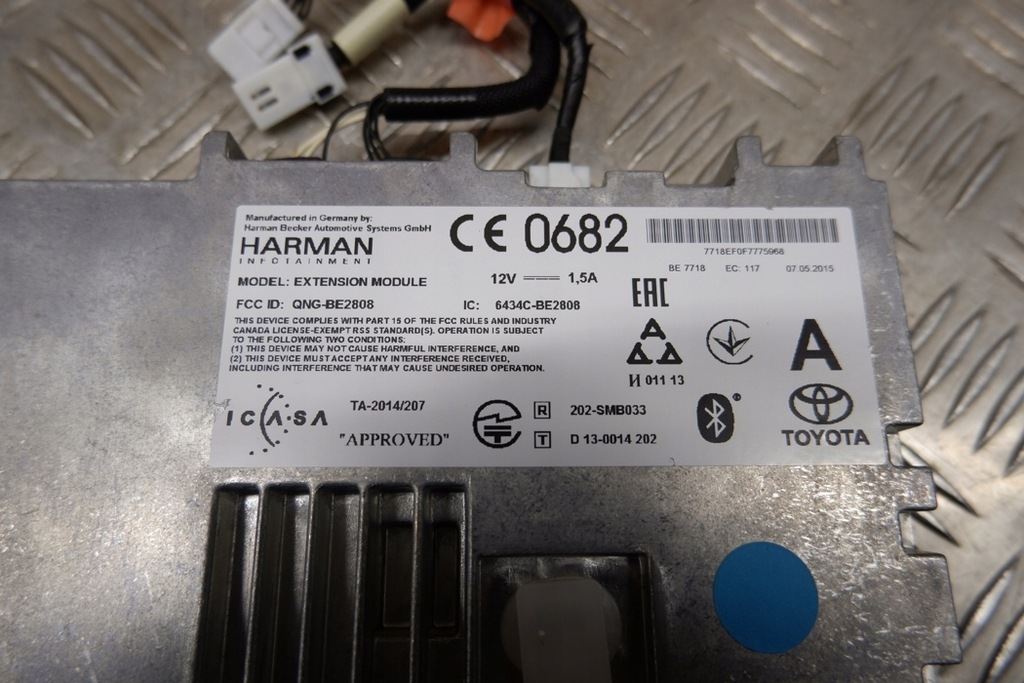 Manufactured in Germany by:
Harman Becker Automotive Systems GmbH
HARMAN
INFOTAINMENT
CE 0682
7718EF0F7775968
BE 7718 EC: 117 07.05.2015
MODEL: EXTENSION MODULE
12V 1,5A
FCC ID: QNG-BE2808
IC: 6434C-BE2808
EAC
THIS DEVICE COMPLIES WITH PART 15 OF THE FCC RULES AND INDUSTRY
CANADA LICENSE-EXEMPT RSS STANDARD(S). OPERATION IS SUBJECT
TO THE FOLLOWING TWO CONDITIONS:
(1) THIS DEVICE MAY NOT CAUSE HARMFUL INTERFERENCE, AND
(2) THIS DEVICE MUST ACCEPT ANY INTERFERENCE RECEIVED,
INCLUDING INTERFERENCE THAT MAY CAUSE UNDESIRED OPERATION.
A
И 011 13
A
ICASA
TA-2014/207
"APPROVED"
R 202-SMB033
T D 13-0014 202
TOYOTA